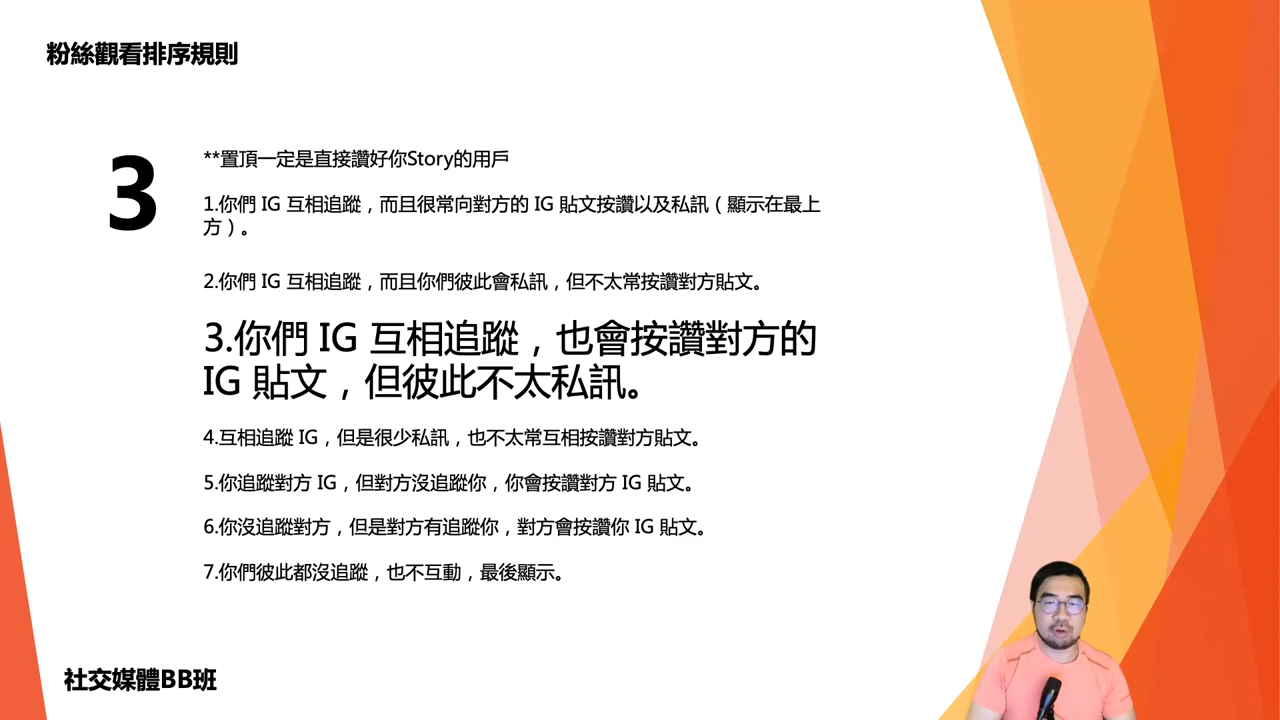 粉絲觀看排序規則
3
**置頂一定是直接讚好你Story的用戶
1.你們 IG 互相追蹤，而且很常向對方的 IG 貼文按讚以及私訊（顯示在最上
方）。
2.你們 IG 互相追蹤，而且你們彼此會私訊，但不太常按讚對方貼文。
3.你們 IG 互相追蹤，也會按讚對方的
IG 貼文，但彼此不太私訊。
4.互相追蹤 IG，但是很少私訊，也不太常互相按讚對方貼文。
5.你追蹤對方 IG，但對方沒追蹤你，你會按讚對方 IG 貼文。
6.你沒追蹤對方，但是對方有追蹤你，對方會按讚你 IG 貼文。
7.你們彼此都沒追蹤，也不互動，最後顯示。
社交媒體BB班